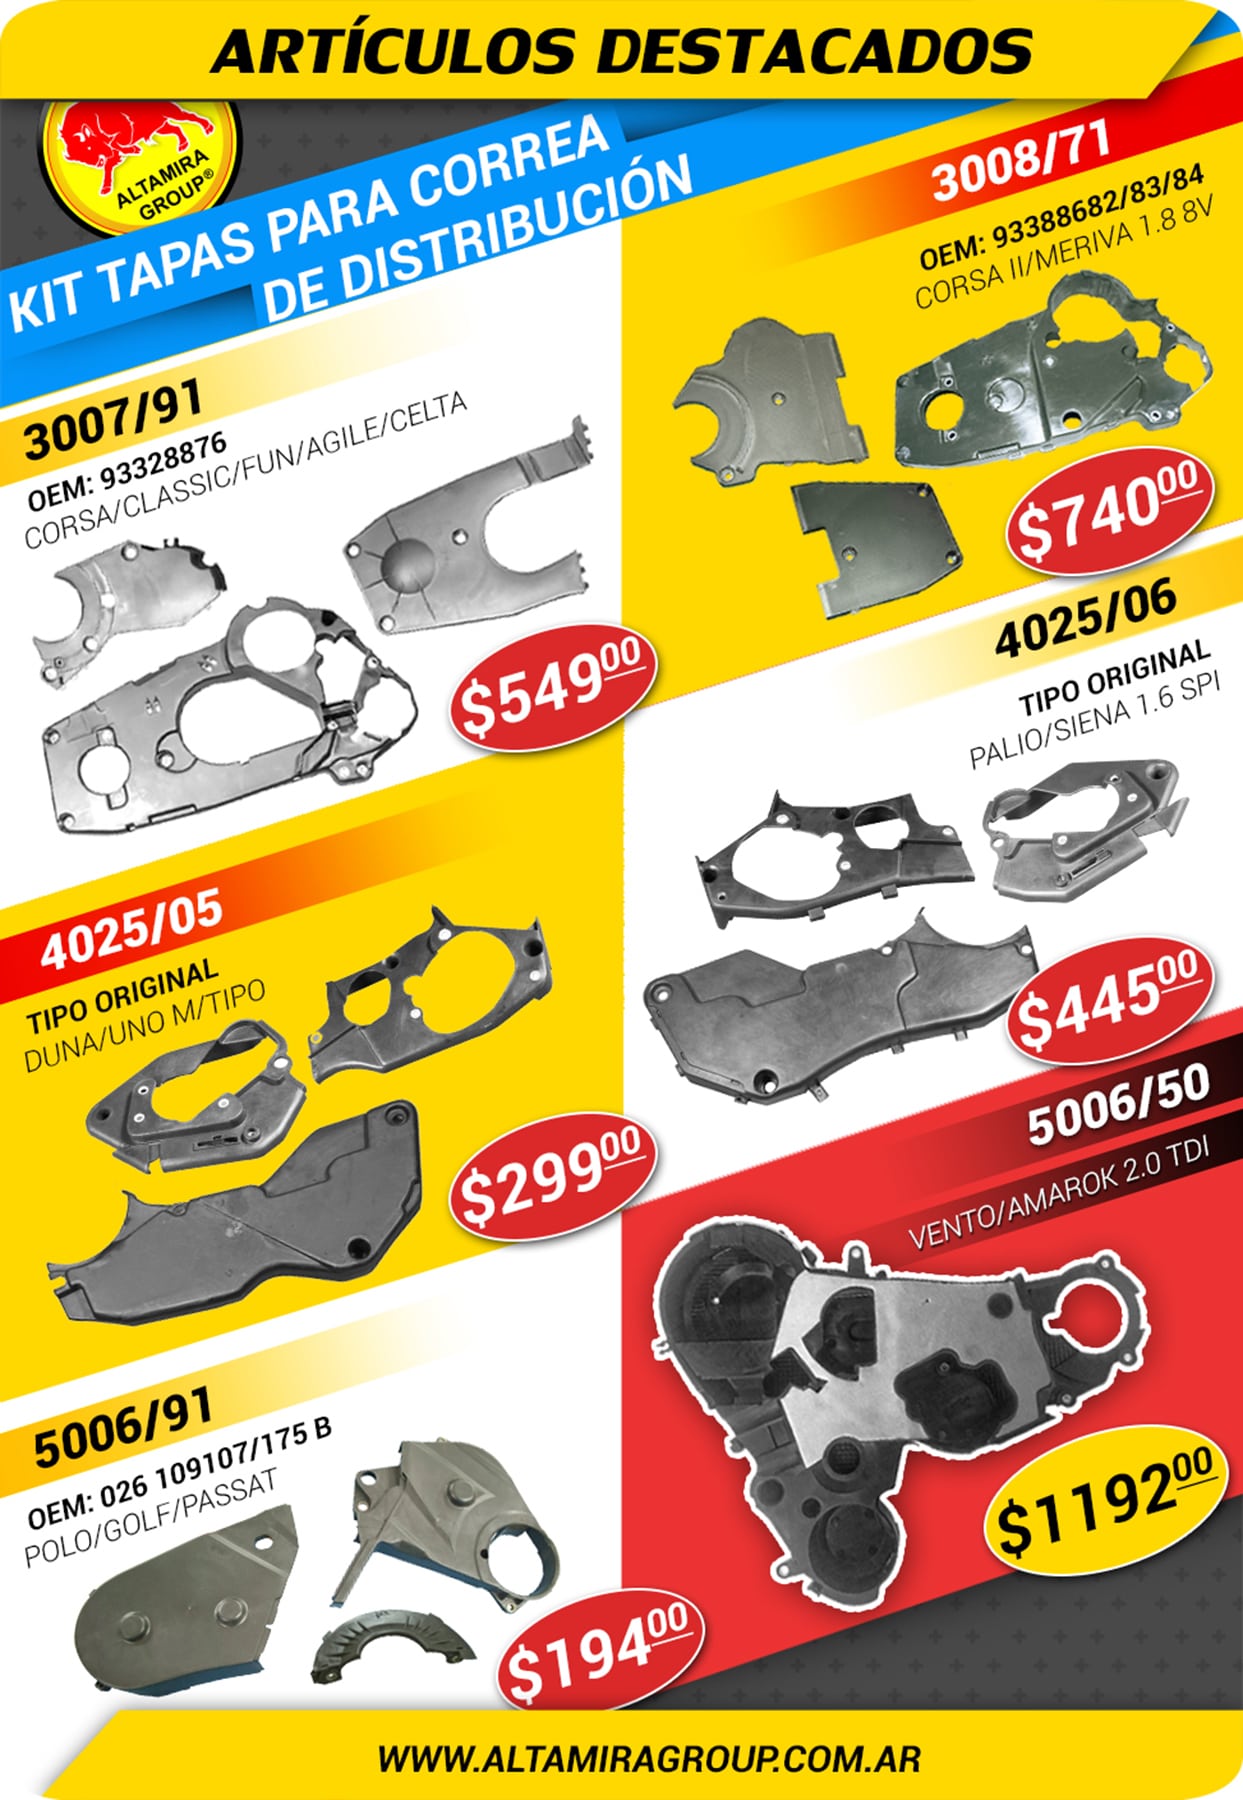 ARTÍCULOS DESTACADOS
ALTAMIRA
GROUP®
KIT TAPAS PARA CORREA
DE DISTRIBUCIÓN
3008/71
OEM: 93388682/83/84
CORSA II/MERIVA 1.8 8V
$74000
3007/91
OEM: 93328876
CORSA/CLASSIC/FUN/AGILE/CELTA
$54900
4025/06
TIPO ORIGINAL
PALIO/SIENA 1.6 SPI
$44500
4025/05
TIPO ORIGINAL
DUNA/UNO M/TIPO
$29900
5006/50
VENTO/AMAROK 2.0 TDI
$119200
5006/91
OEM: 026 109107/175 B
POLO/GOLF/PASSAT
$19400
WWW.ALTAMIRAGROUP.COM.AR